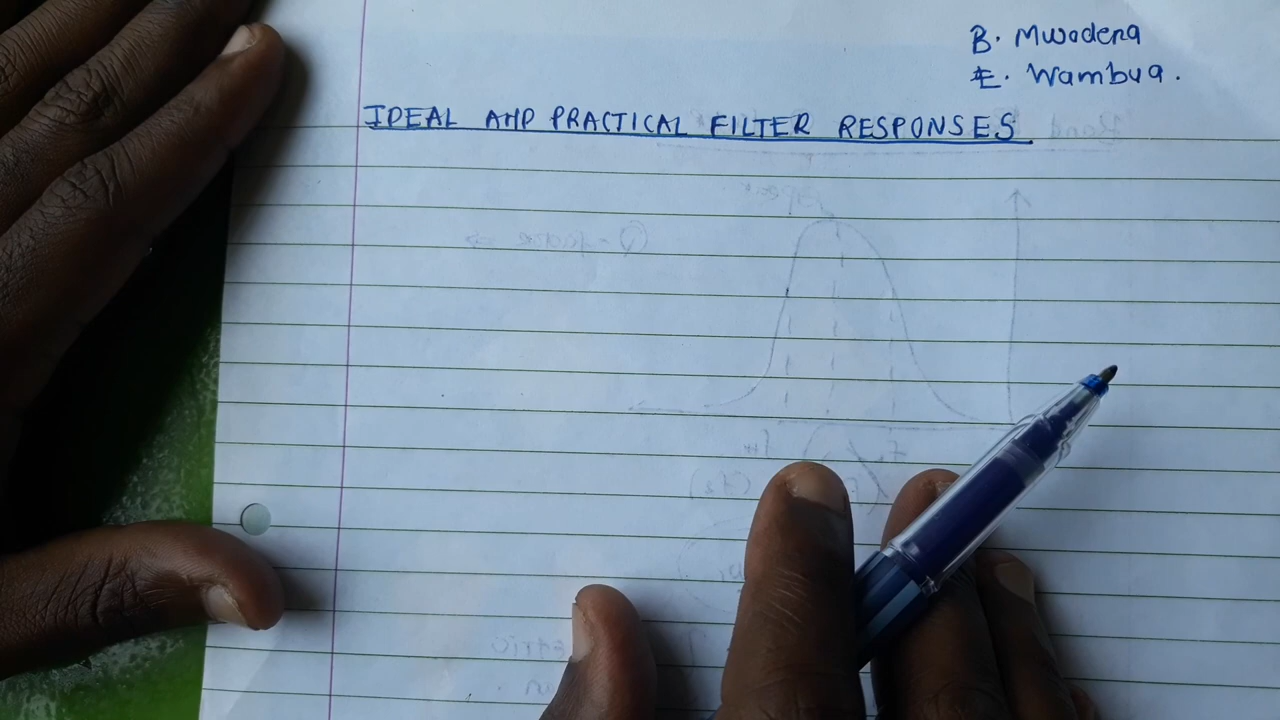 B. Mwadena
E. Wambua.
IDEAL AND PRACTICAL FILTER RESPONSES